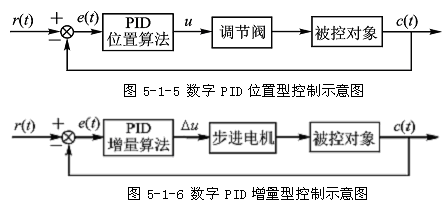 r(t) + − e(t) PID 位置算法 u 调节阀 被控对象 c(t)
图 5-1-5 数字 PID 位置型控制示意图
r(t) + − e(t) PID 增量算法 Δu 步进电机 被控对象 c(t)
图 5-1-6 数字 PID 增量型控制示意图